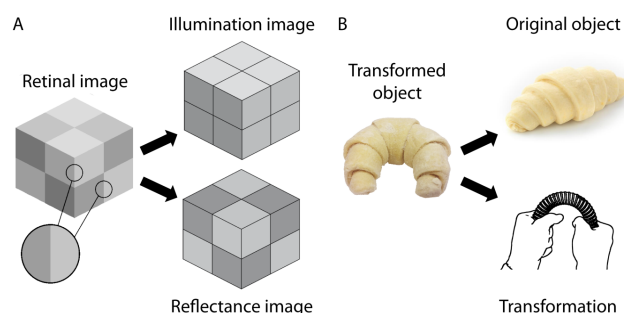 A
Illumination image
Retinal image
Reflectance image
B
Original object
Transformed
object
Transformation